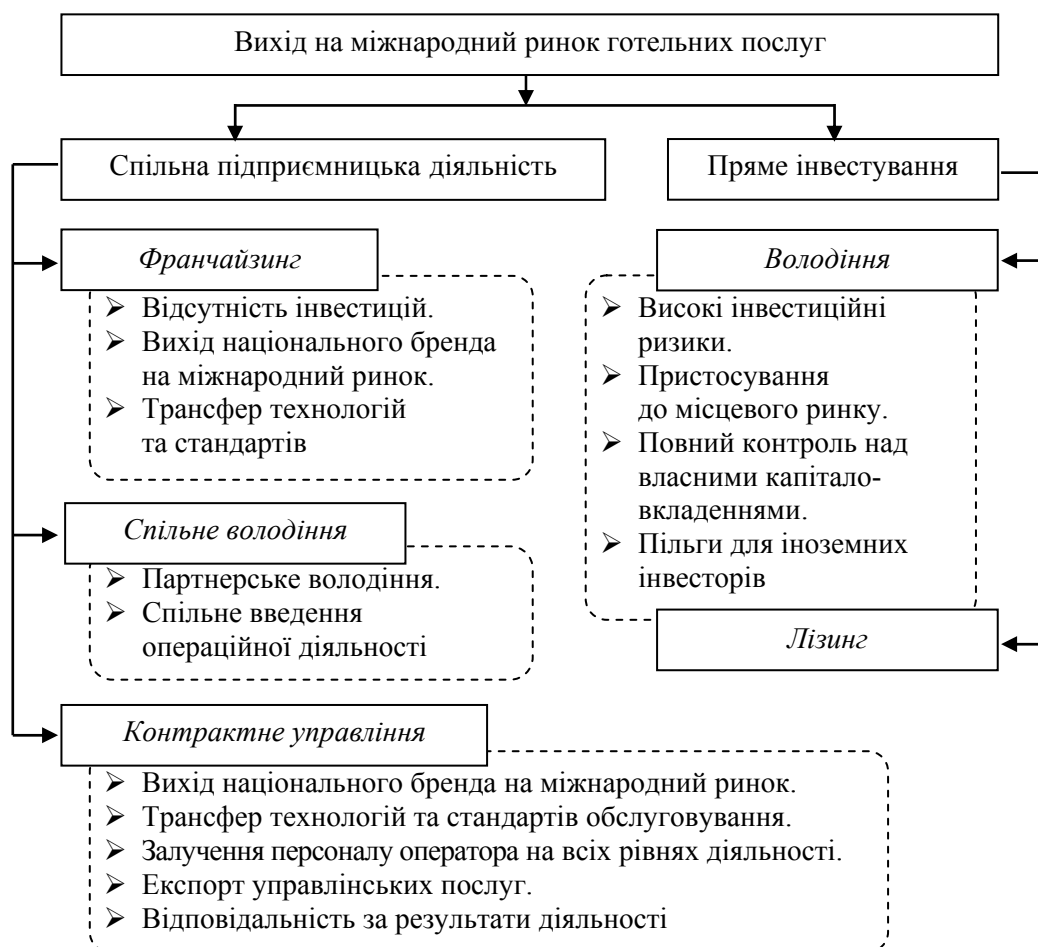 Вихід на міжнародний ринок готельних послуг
Спільна підприємницька діяльність
Пряме інвестування
Франчайзинг
➢ Відсутність інвестицій.
➢ Вихід національного бренда
на міжнародний ринок.
➢ Трансфер технологій
та стандартів
Спільне володіння
➢ Партнерське володіння.
➢ Спільне введення
операційної діяльності
Контрактне управління
➢ Вихід національного бренда на міжнародний ринок.
➢ Трансфер технологій та стандартів обслуговування.
➢ Залучення персоналу оператора на всіх рівнях діяльності.
➢ Експорт управлінських послуг.
➢ Відповідальність за результати діяльності
Володіння
➢ Високі інвестиційні
ризики.
➢ Пристосування
до місцевого ринку.
➢ Повний контроль над
власними капітало-
вкладеннями.
➢ Пільги для іноземних
інвесторів
Лізинг